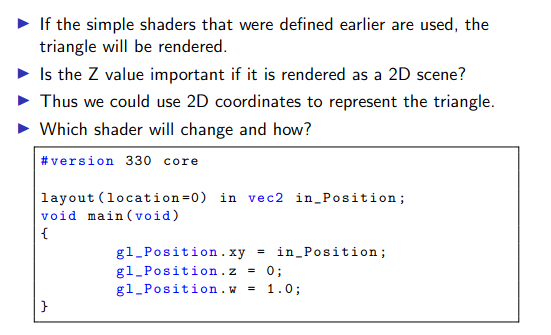 If the simple shaders that were defined earlier are used, the
triangle will be rendered.
Is the Z value important if it is rendered as a 2D scene?
Thus we could use 2D coordinates to represent the triangle.
Which shader will change and how?
#version 330 core
layout(location=0) in vec2 in_Position;
void main(void)
{
gl_Position.xy = in_Position;
gl_Position.z = 0;
gl_Position.w = 1.0;
}